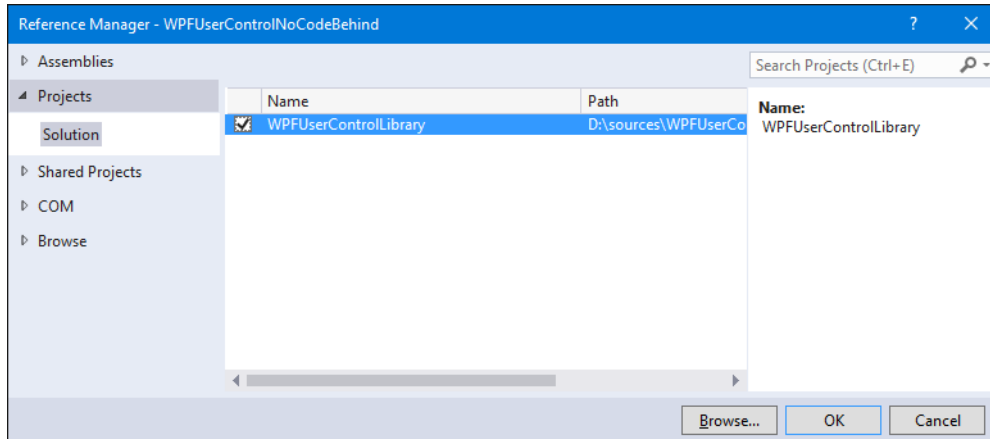 Reference Manager - WPFUserControlNoCodeBehind ?
Assemblies
Search Projects (Ctrl+E)
Projects
Solution
Shared Projects
COM
Browse
Name Path
WPFUserControlLibrary D:\sources\WPFUserCo
Name:
WPFUserControlLibrary
Browse... OK Cancel